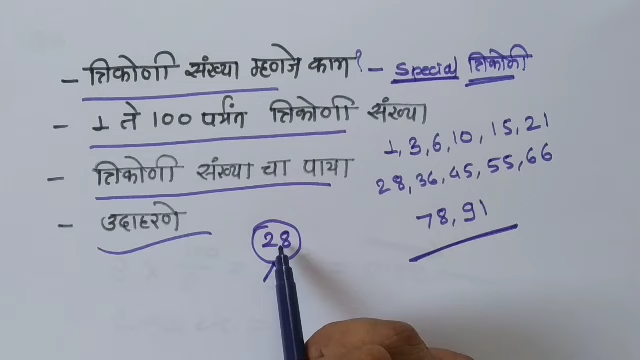 - त्रिकोणी संख्या म्हणजे काय? - special त्रिकोणी
- 1 ते 100 पर्यंत त्रिकोणी संख्या
1, 3, 6, 10, 15, 21
- त्रिकोणी संख्या चा पाया
28, 36, 45, 55, 66
78, 91
- उदाहरणे
28